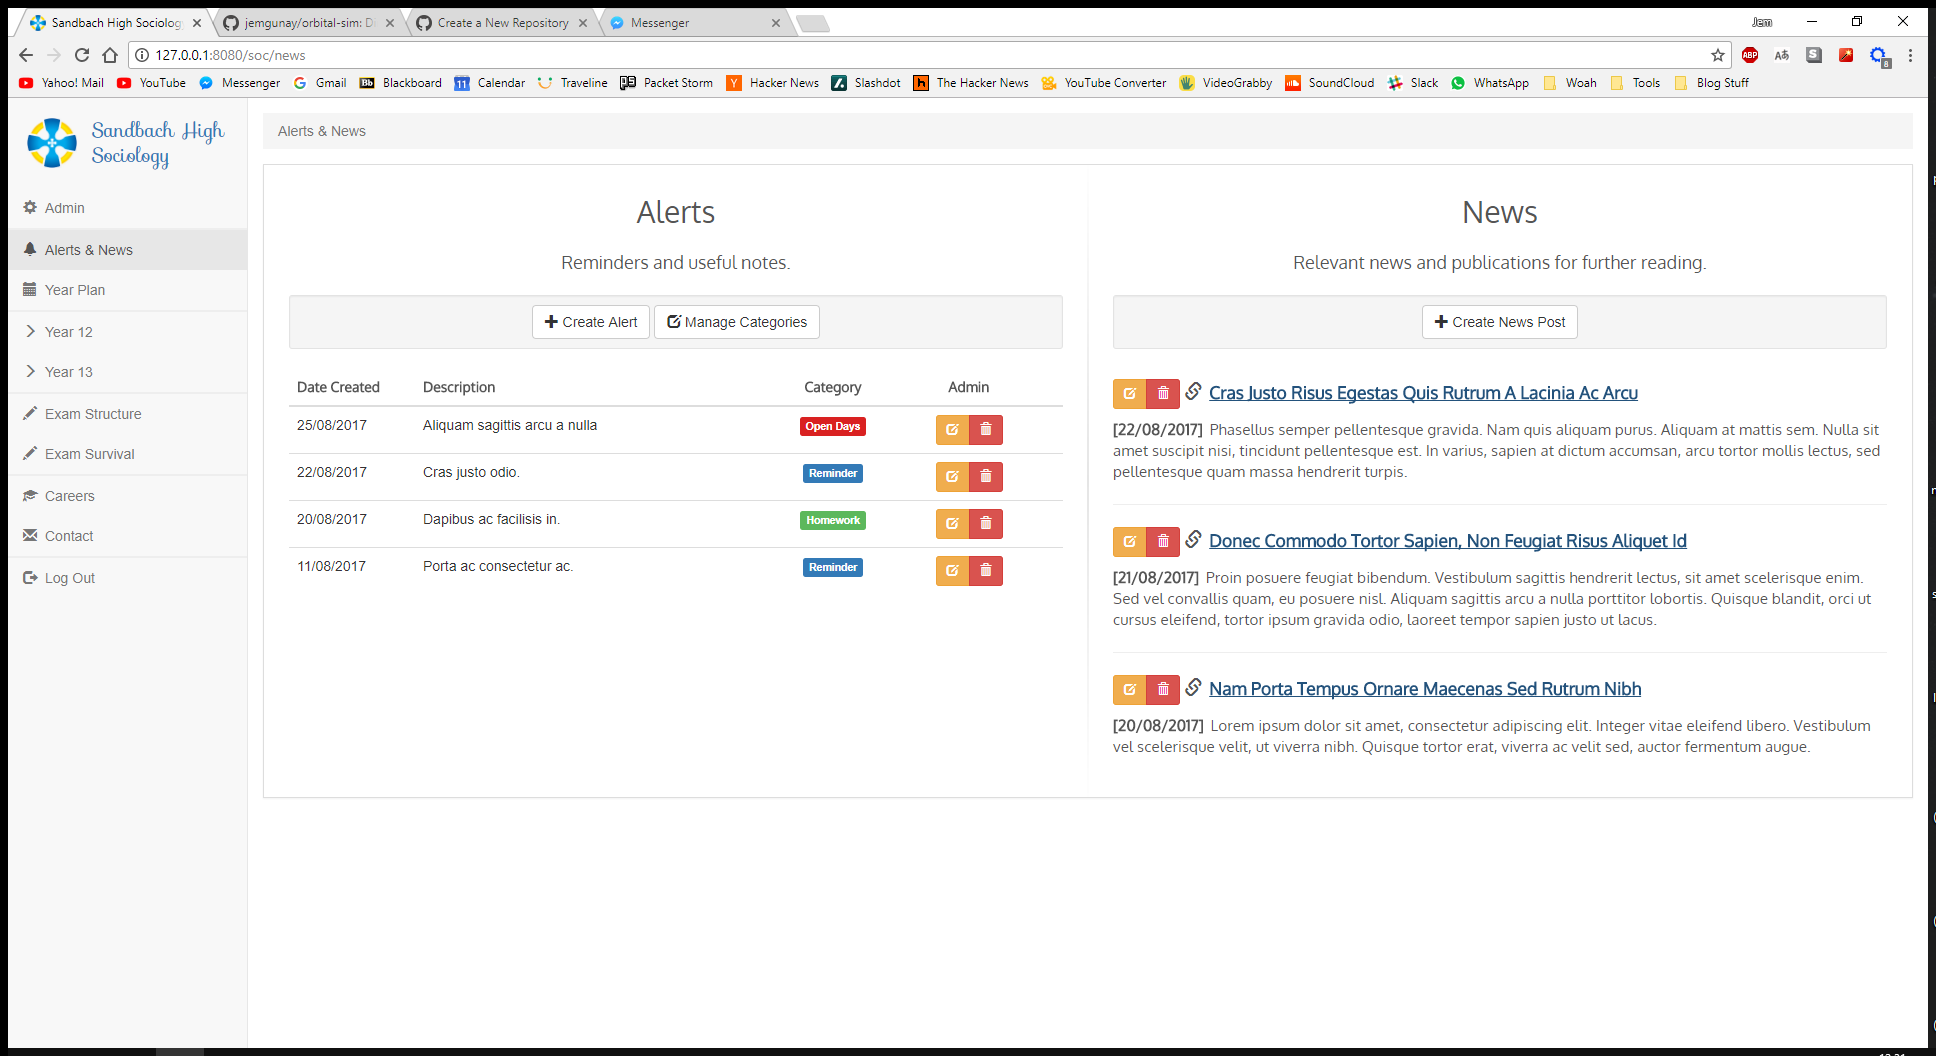 Sandbach High Sociolog
jemgunay/orbital-sim: D
Create a New Repository
Messenger
Jem
127.0.0.1:8080/soc/news
Yahoo! Mail YouTube Messenger Gmail Blackboard Calendar Traveline Packet Storm Hacker News Slashdot The Hacker News YouTube Converter VideoGrabby SoundCloud Slack WhatsApp Woah Tools Blog Stuff
Sandbach High
Sociology
Admin
Alerts & News
Year Plan
Year 12
Year 13
Exam Structure
Exam Survival
Careers
Contact
Log Out
Alerts & News
Alerts
Reminders and useful notes.
Create Alert Manage Categories
Date Created Description Category Admin
25/08/2017 Aliquam sagittis arcu a nulla Open Days
22/08/2017 Cras justo odio. Reminder
20/08/2017 Dapibus ac facilisis in. Homework
11/08/2017 Porta ac consectetur ac. Reminder
News
Relevant news and publications for further reading.
Create News Post
Cras Justo Risus Egestas Quis Rutrum A Lacinia Ac Arcu
[22/08/2017] Phasellus semper pellentesque gravida. Nam quis aliquam purus. Aliquam at mattis sem. Nulla sit
amet suscipit nisi, tincidunt pellentesque est. In varius, sapien at dictum accumsan, arcu tortor mollis lectus, sed
pellentesque quam massa hendrerit turpis.
Donec Commodo Tortor Sapien, Non Feugiat Risus Aliquet Id
[21/08/2017] Proin posuere feugiat bibendum. Vestibulum sagittis hendrerit lectus, sit amet scelerisque enim.
Sed vel convallis quam, eu posuere nisl. Aliquam sagittis arcu a nulla porttitor lobortis. Quisque blandit, orci ut
cursus eleifend, tortor ipsum gravida odio, laoreet tempor sapien justo ut lacus.
Nam Porta Tempus Ornare Maecenas Sed Rutrum Nibh
[20/08/2017] Lorem ipsum dolor sit amet, consectetur adipiscing elit. Integer vitae eleifend libero. Vestibulum
vel scelerisque velit, ut viverra nibh. Quisque tortor erat, viverra ac velit sed, auctor fermentum augue.